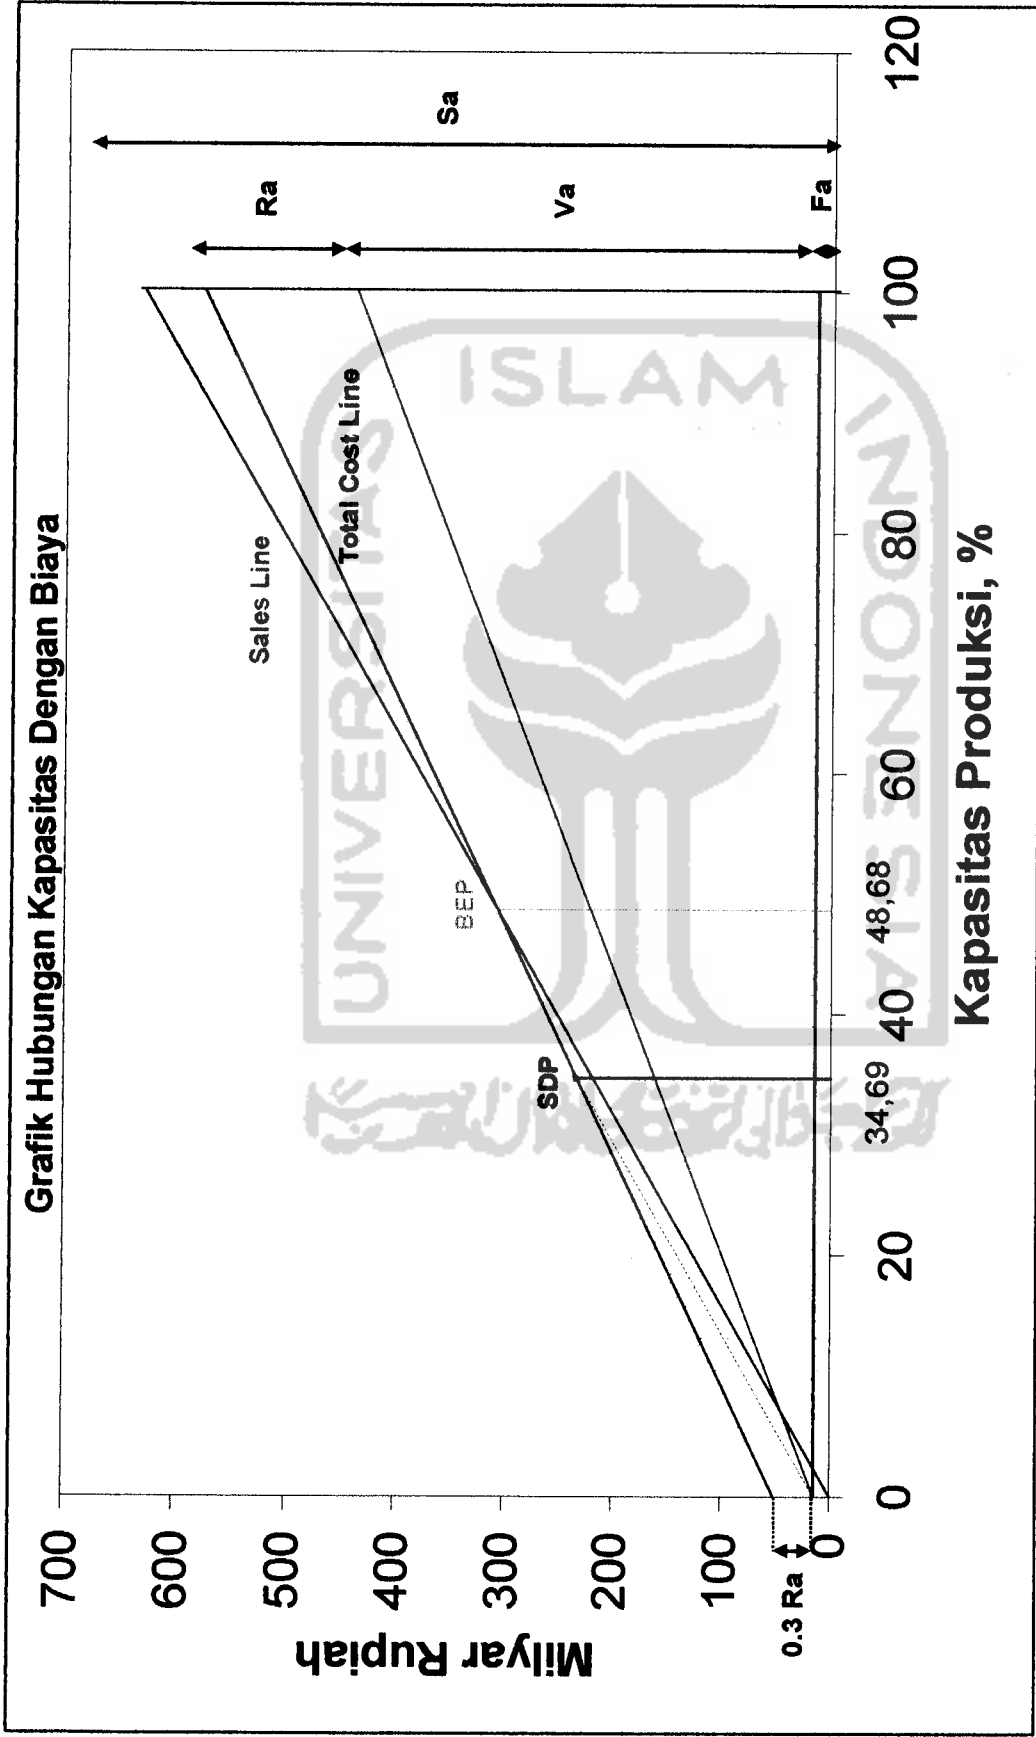 Grafik Hubungan Kapasitas Dengan Biaya
Milyar Rupiah
700
600
500
400
300
200
100
0
0.3 Ra
Sales Line
Total Cost Line
BEP
SDP
Ra
Sa
Va
Fa
0
20
34,69
40
48,68
60
80
100
120
Kapasitas Produksi, %
UNIVERSITAS
ISLAM
INDONESIA